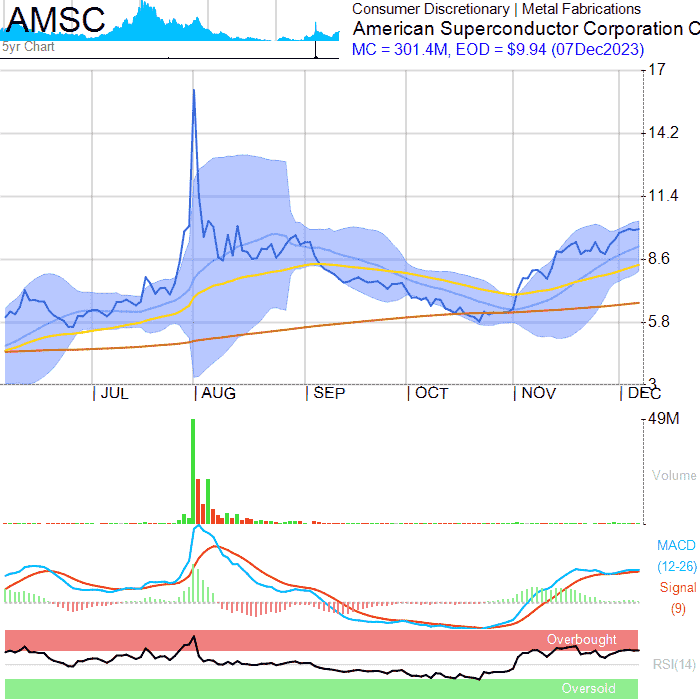 AMSC
5yr Chart
Consumer Discretionary | Metal Fabrications
American Superconductor Corporation C
MC = 301.4M, EOD = $9.94 (07Dec2023)
17
14.2
11.4
8.6
5.8
3
JUL AUG SEP OCT NOV DEC
49M
Volume
MACD
(12-26)
Signal
(9)
Overbought
RSI(14)
Oversold